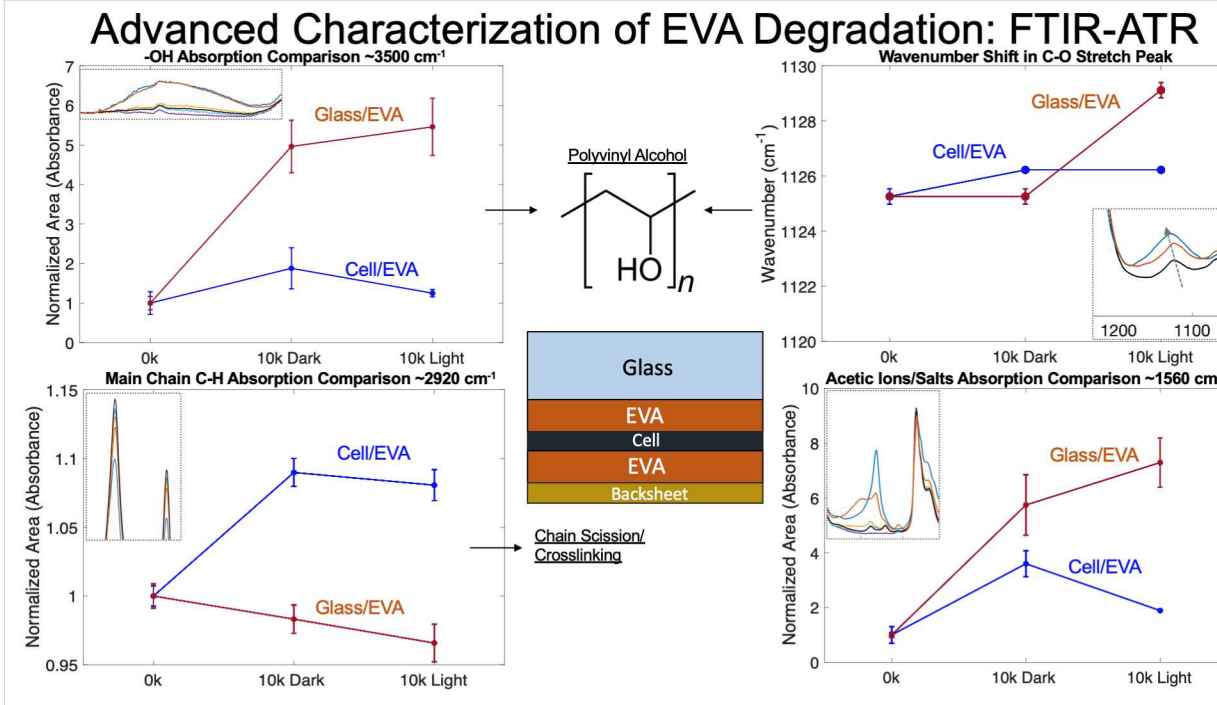 Advanced Characterization of EVA Degradation: FTIR-ATR
-OH Absorption Comparison ~3500 cm⁻¹
Normalized Area (Absorbance)
7
6
5
4
3
2
1
0
Glass/EVA
Cell/EVA
0k
10k Dark
10k Light
Polyvinyl Alcohol
HO
n
Wavenumber Shift in C-O Stretch Peak
Wavenumber (cm⁻¹)
1130
1128
1126
1124
1122
1120
Glass/EVA
Cell/EVA
1200
1100
0k
10k Dark
10k Light
Main Chain C-H Absorption Comparison ~2920 cm⁻¹
Normalized Area (Absorbance)
1.15
1.10
1.05
1
0.95
Cell/EVA
Glass/EVA
0k
10k Dark
10k Light
Glass
EVA
Cell
EVA
Backsheet
Chain Scission/
Crosslinking
Acetic Ions/Salts Absorption Comparison ~1560 cm
Normalized Area (Absorbance)
10
8
6
4
2
0
Glass/EVA
Cell/EVA
0k
10k Dark
10k Light